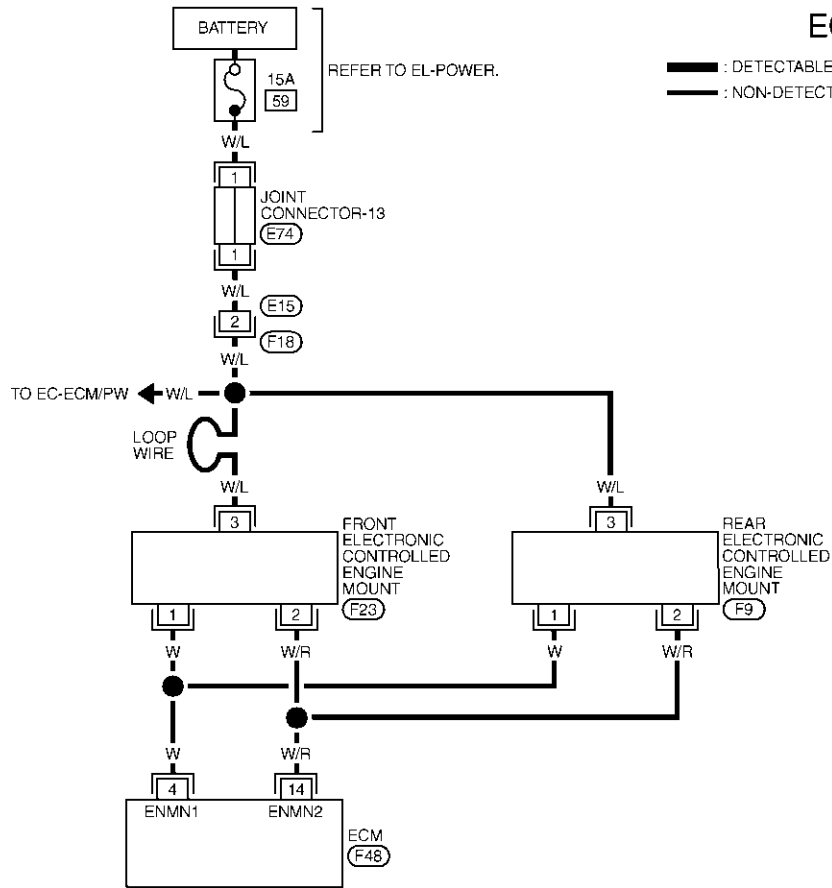 EC
BATTERY
REFER TO EL-POWER.
: DETECTABLE
: NON-DETECT
15A
59
W/L
1
JOINT
CONNECTOR-13
E74
1
W/L
E15
2
F18
W/L
TO EC-ECM/PW
W/L
LOOP
WIRE
W/L
W/L
3
FRONT
ELECTRONIC
CONTROLLED
ENGINE
MOUNT
F23
3
REAR
ELECTRONIC
CONTROLLED
ENGINE
MOUNT
F9
1
2
1
2
W
W/R
W
W/R
W
W/R
4
14
ENMN1
ENMN2
ECM
F48